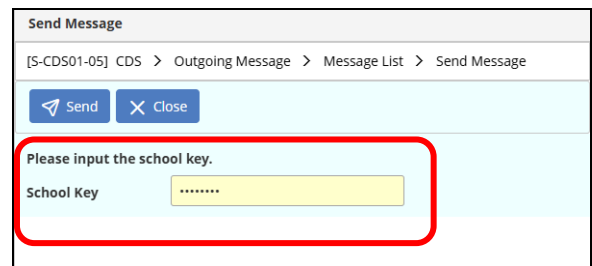 Send Message
[S-CDS01-05] CDS > Outgoing Message > Message List > Send Message
Send Close
Please input the school key.
School Key ········